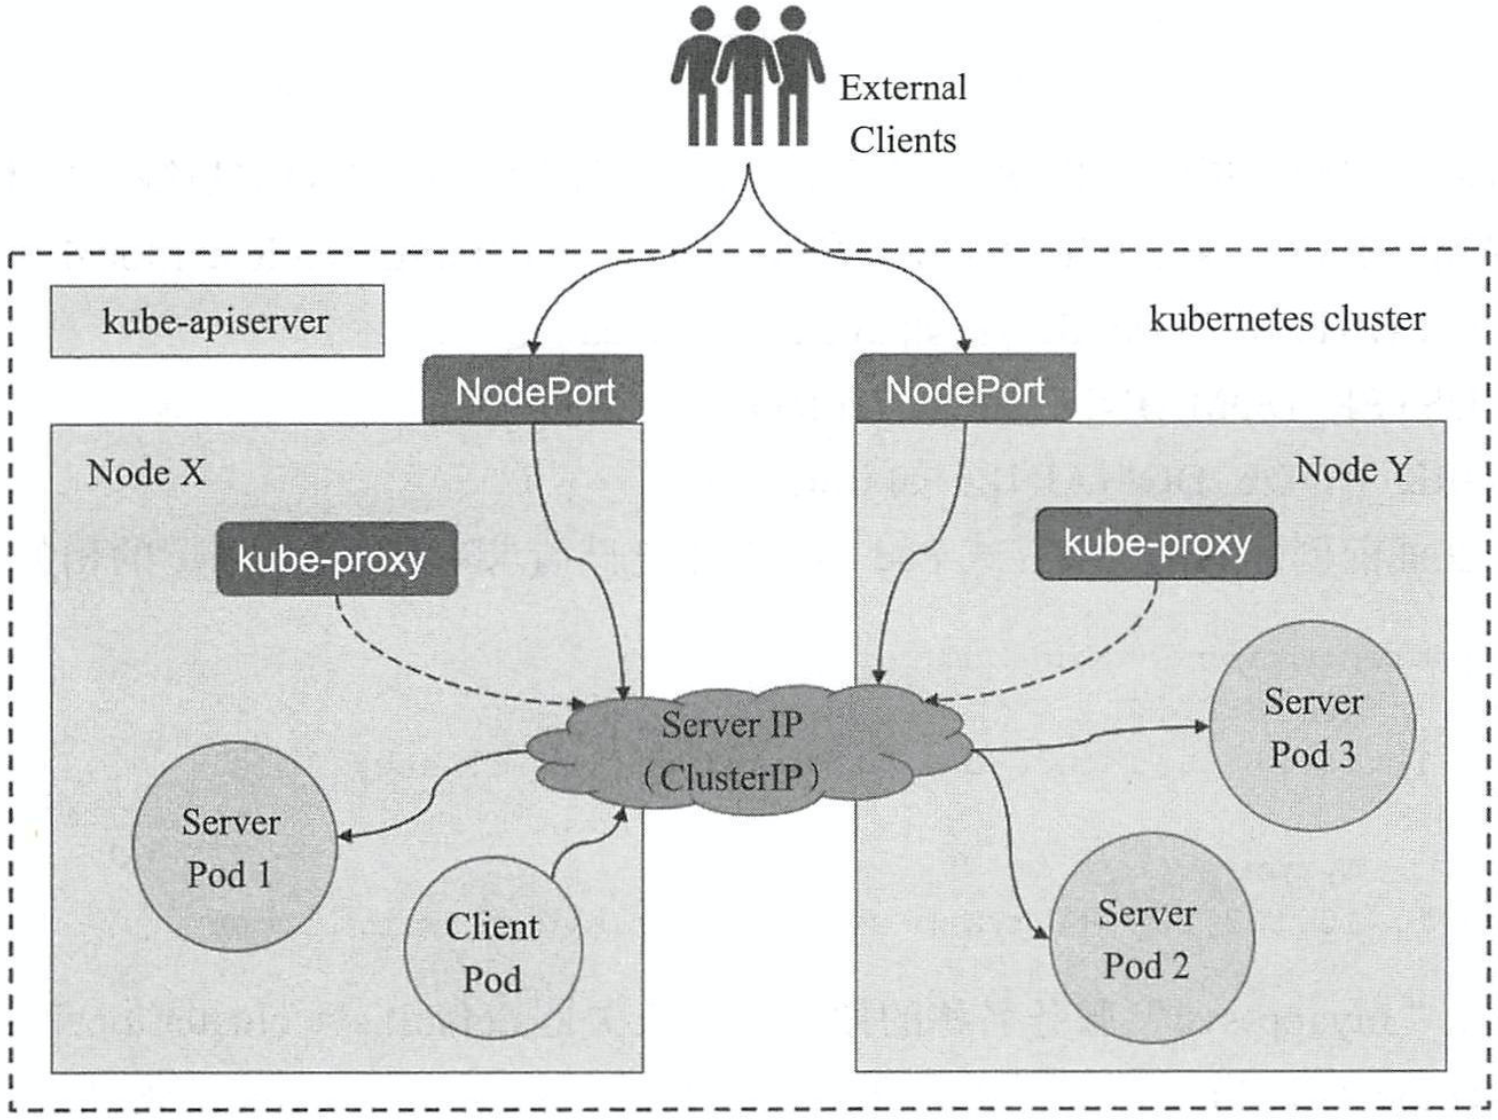 External
Clients
kube-apiserver
kubernetes cluster
NodePort
NodePort
Node X
Node Y
kube-proxy
kube-proxy
Server IP
（ClusterIP）
Server
Pod 3
Server
Pod 1
Client
Pod
Server
Pod 2